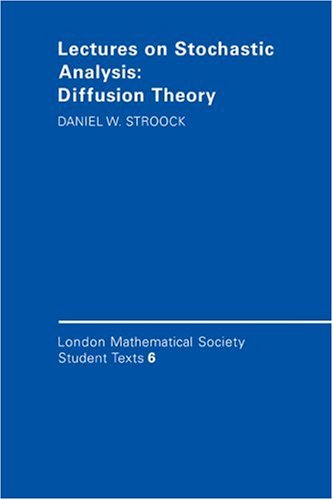 Lectures on Stochastic
Analysis:
Diffusion Theory
DANIEL W. STROOCK
London Mathematical Society
Student Texts 6